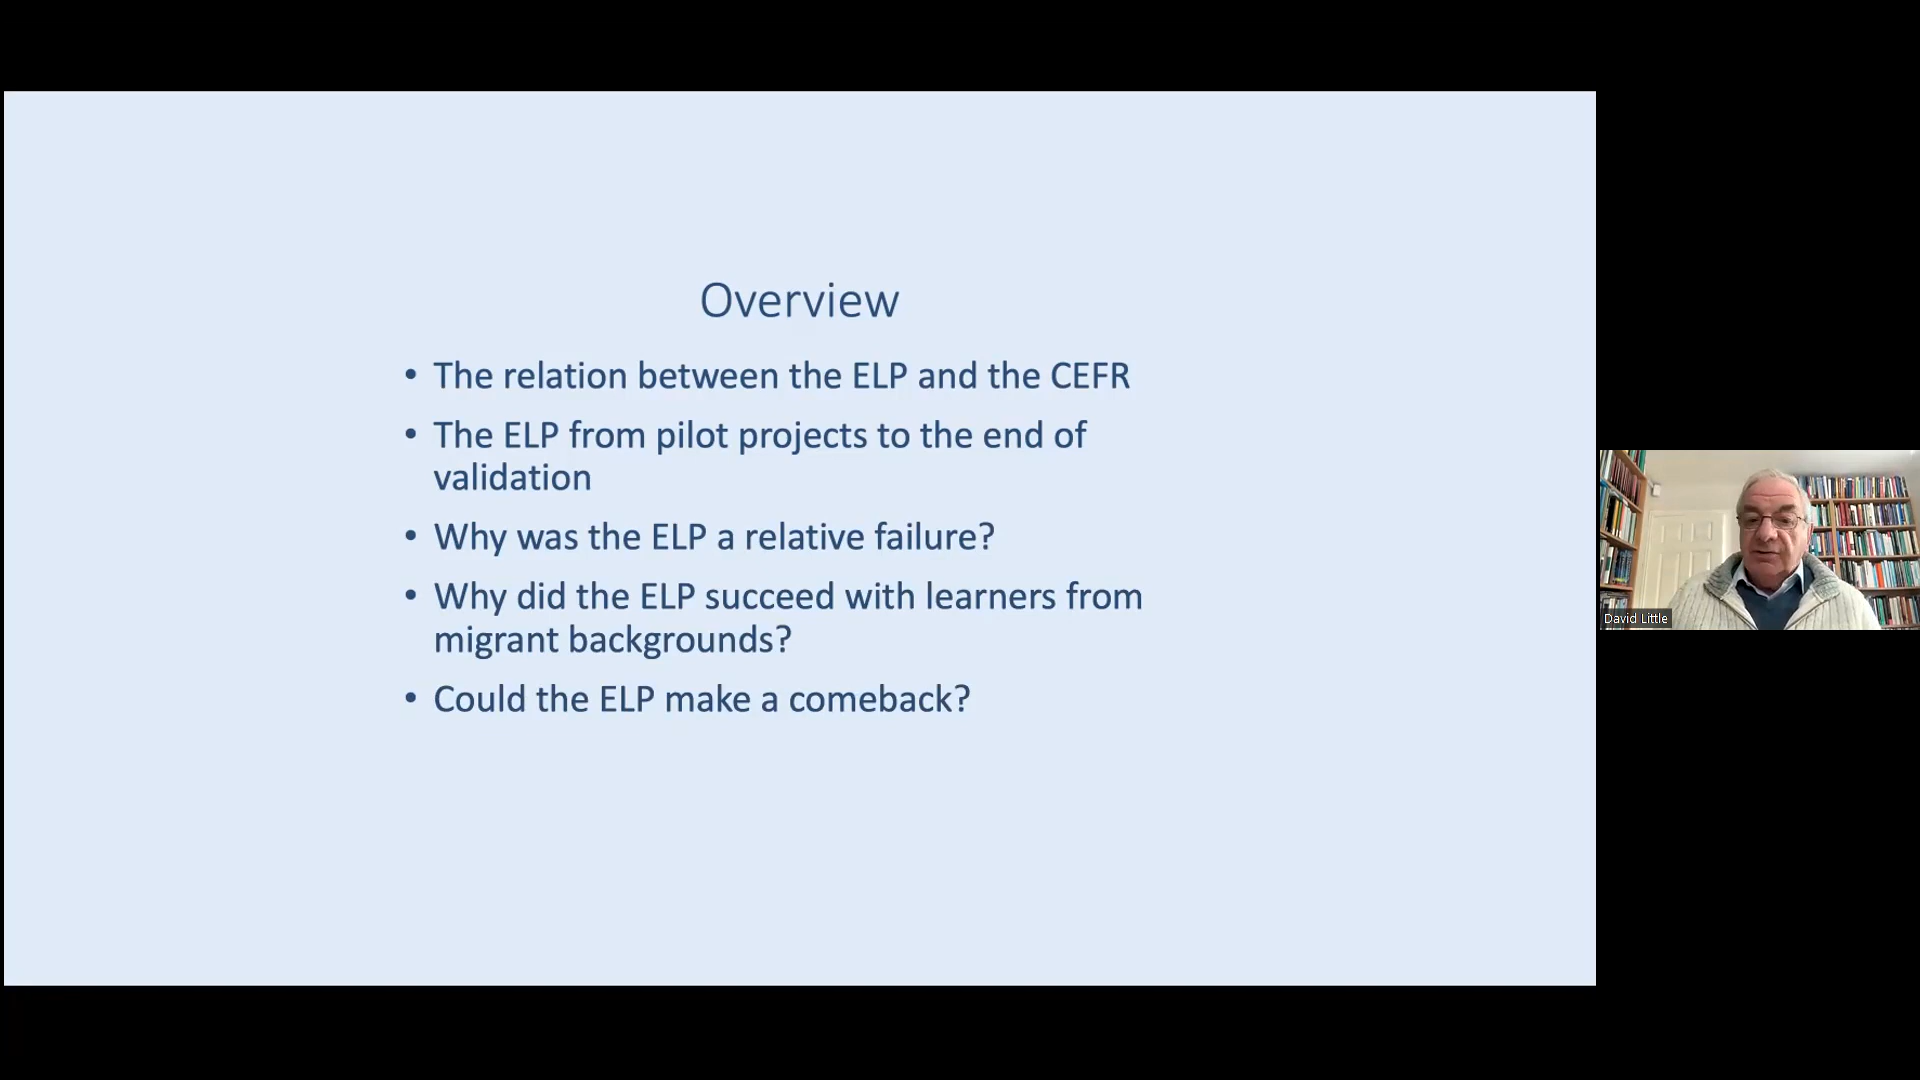 Overview
• The relation between the ELP and the CEFR
• The ELP from pilot projects to the end of
validation
• Why was the ELP a relative failure?
• Why did the ELP succeed with learners from
migrant backgrounds?
• Could the ELP make a comeback?
David Little